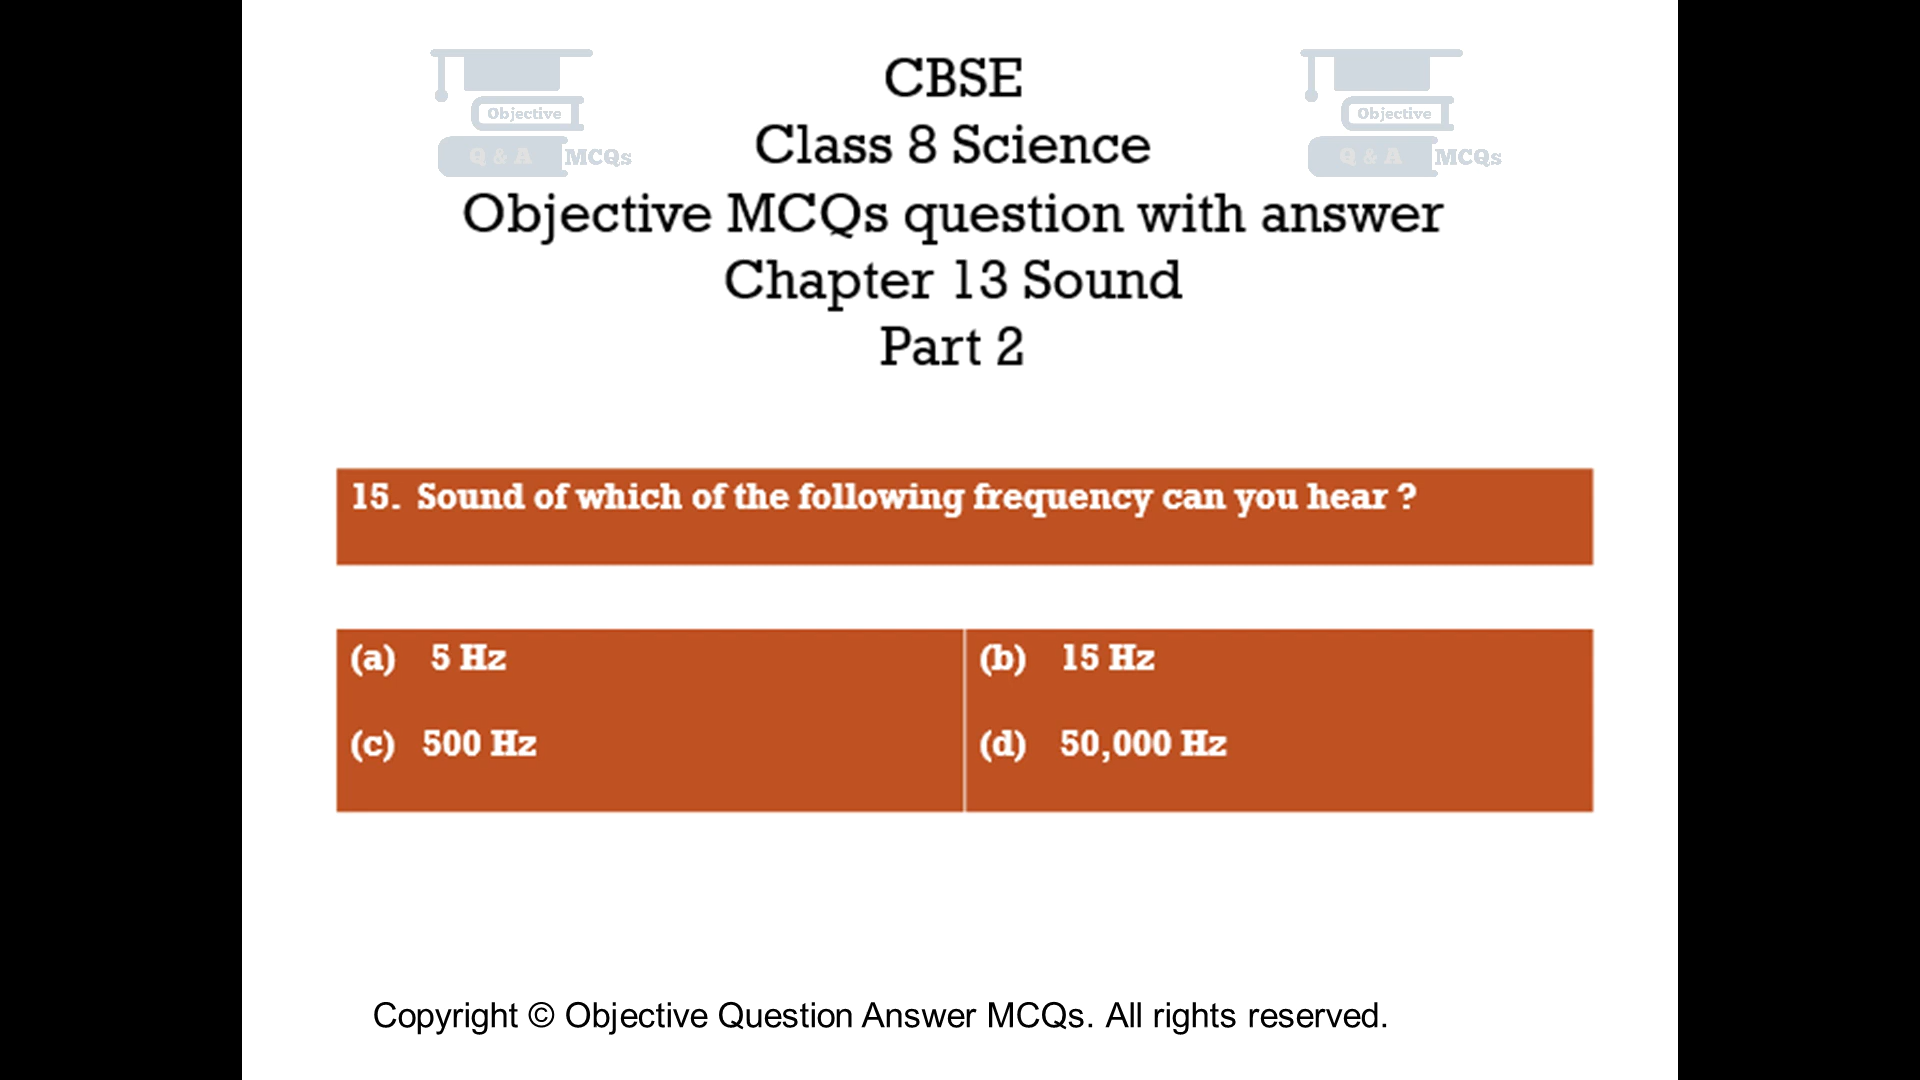 CBSE
Class 8 Science
Objective MCQs question with answer
Chapter 13 Sound
Part 2
Objective
Q & A MCQs
Objective
Q & A MCQs
15. Sound of which of the following frequency can you hear ?
(a) 5 Hz
(b) 15 Hz
(c) 500 Hz
(d) 50,000 Hz
Copyright © Objective Question Answer MCQs. All rights reserved.